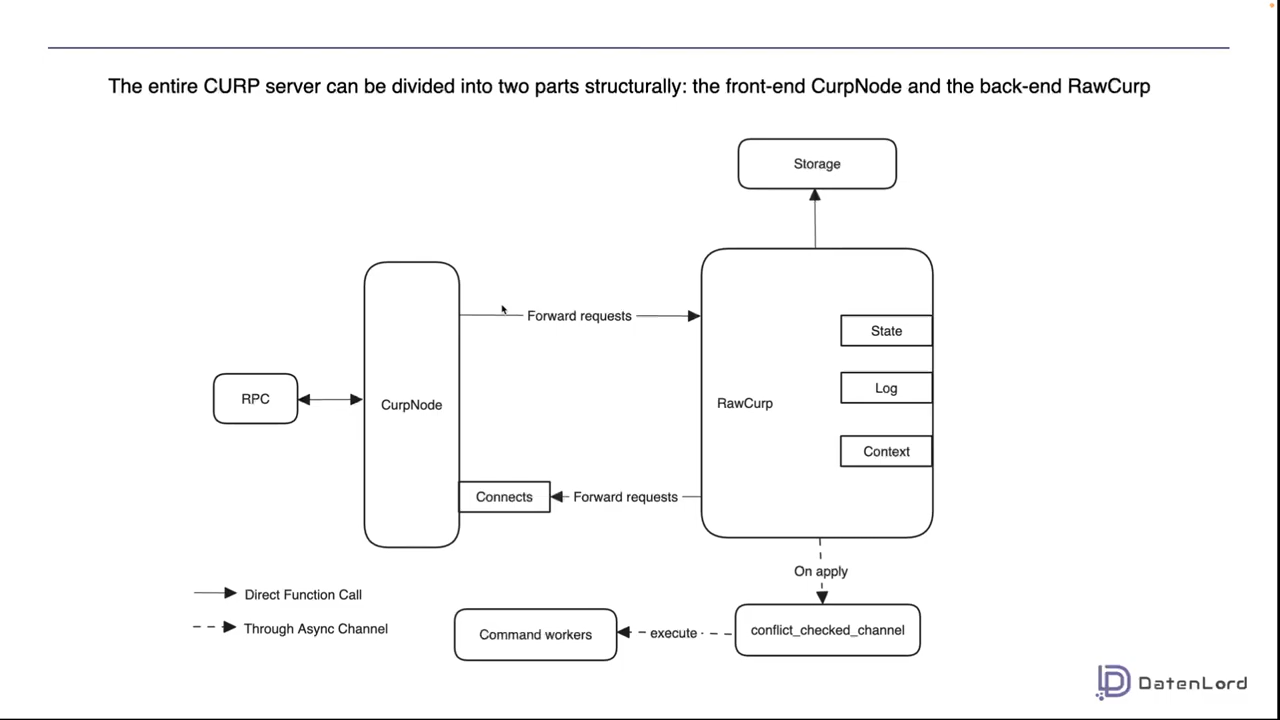 The entire CURP server can be divided into two parts structurally: the front-end CurpNode and the back-end RawCurp
Storage
Forward requests
State
Log
RPC
CurpNode
RawCurp
Context
Connects
Forward requests
On apply
Direct Function Call
Through Async Channel
Command workers
execute
conflict_checked_channel
DatenLord